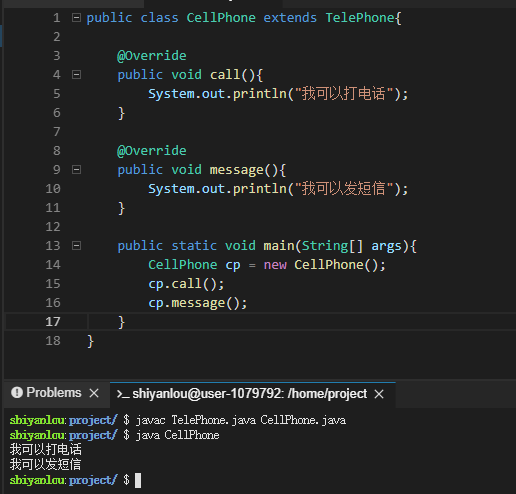 1 public class CellPhone extends TelePhone{
2
3 @Override
4 public void call(){
5 System.out.println("我可以打电话");
6 }
7
8 @Override
9 public void message(){
10 System.out.println("我可以发短信");
11 }
12
13 public static void main(String[] args){
14 CellPhone cp = new CellPhone();
15 cp.call();
16 cp.message();
17 }
18 }
Problems × shiyanlou@user-1079792: /home/project ×
shiyanlou:project/ $ javac TelePhone.java CellPhone.java
shiyanlou:project/ $ java CellPhone
我可以打电话
我可以发短信
shiyanlou:project/ $